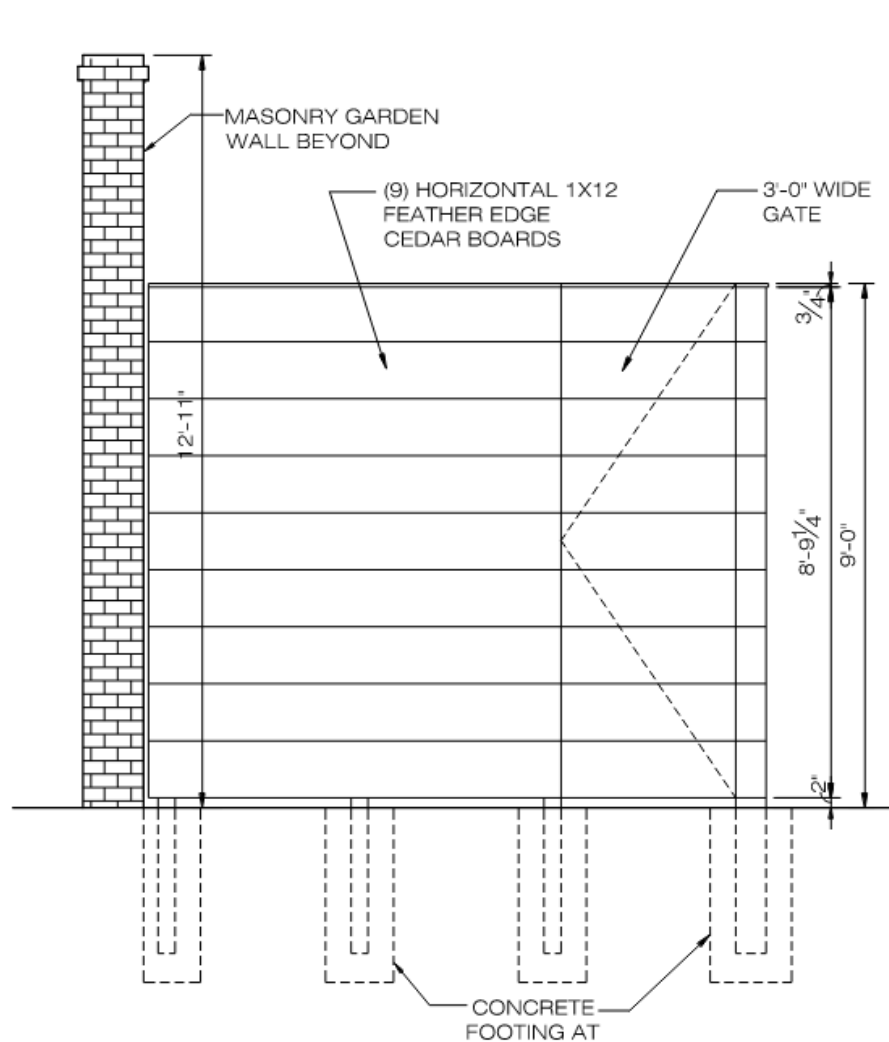 MASONRY GARDEN
WALL BEYOND
(9) HORIZONTAL 1X12
FEATHER EDGE
CEDAR BOARDS
3'-0" WIDE
GATE
3/4"
12'-11"
8'-9 1/4"
9'-0"
2"
CONCRETE
FOOTING AT